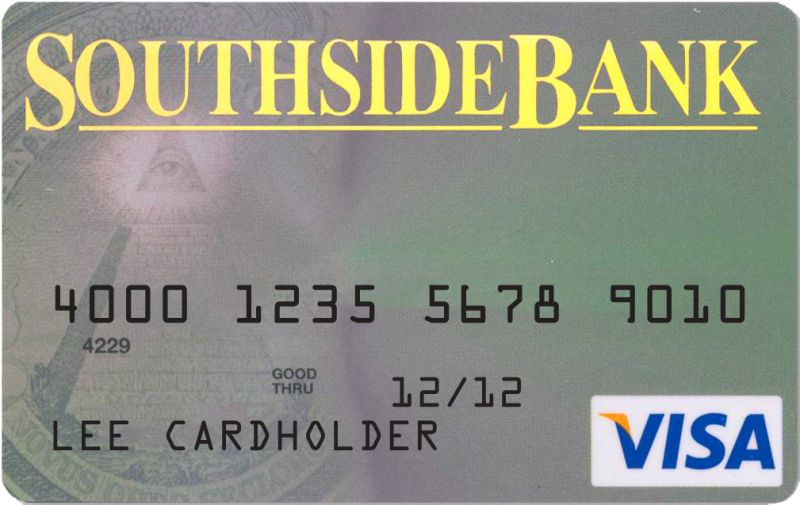 SOUTHSIDEBANK
4000 1235 5678 9010
4229
GOOD
THRU
12/12
LEE CARDHOLDER
VISA